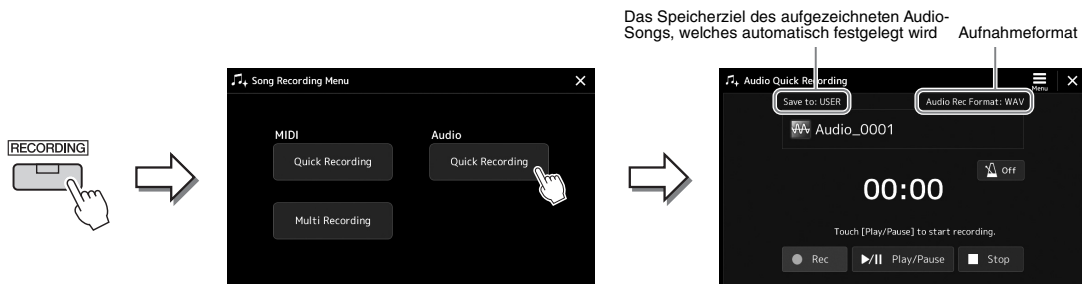 Das Speicherziel des aufgezeichneten Audio-
Songs, welches automatisch festgelegt wird
Aufnahmeformat
RECORDING
Song Recording Menu
MIDI
Audio
Quick Recording
Quick Recording
Multi Recording
Audio Quick Recording
Menu
Save to: USER
Audio Rec Format: WAV
Audio_0001
Off
00:00
Touch [Play/Pause] to start recording.
Rec
Play/Pause
Stop